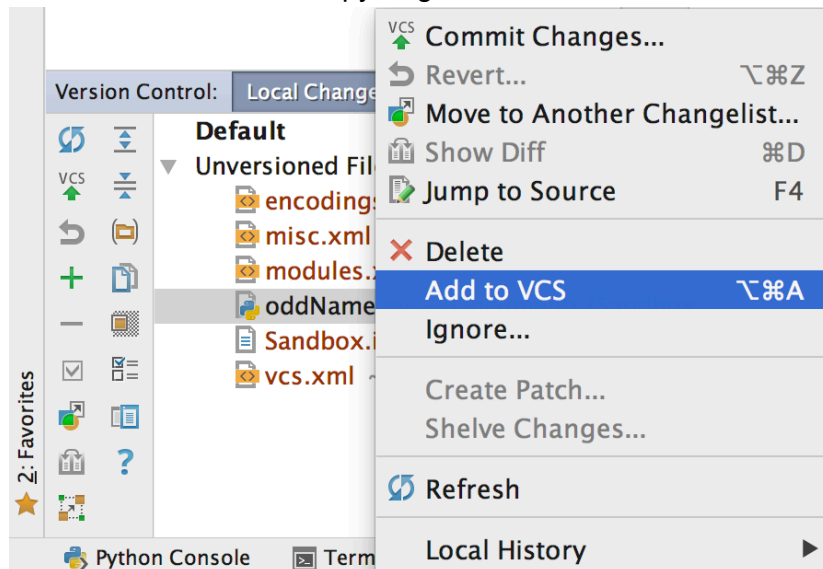 VCS Commit Changes...
Revert... ⌥⌘Z
Version Control: Local Change
Move to Another Changelist...
Default
Show Diff ⌘D
Unversioned Fil
VCS
Jump to Source F4
encodings
misc.xml
Delete
modules.
Add to VCS ⌥⌘A
oddName
Ignore...
Sandbox.i
vcs.xml ~
Create Patch...
Shelve Changes...
2: Favorites
Refresh
Python Console Term
Local History